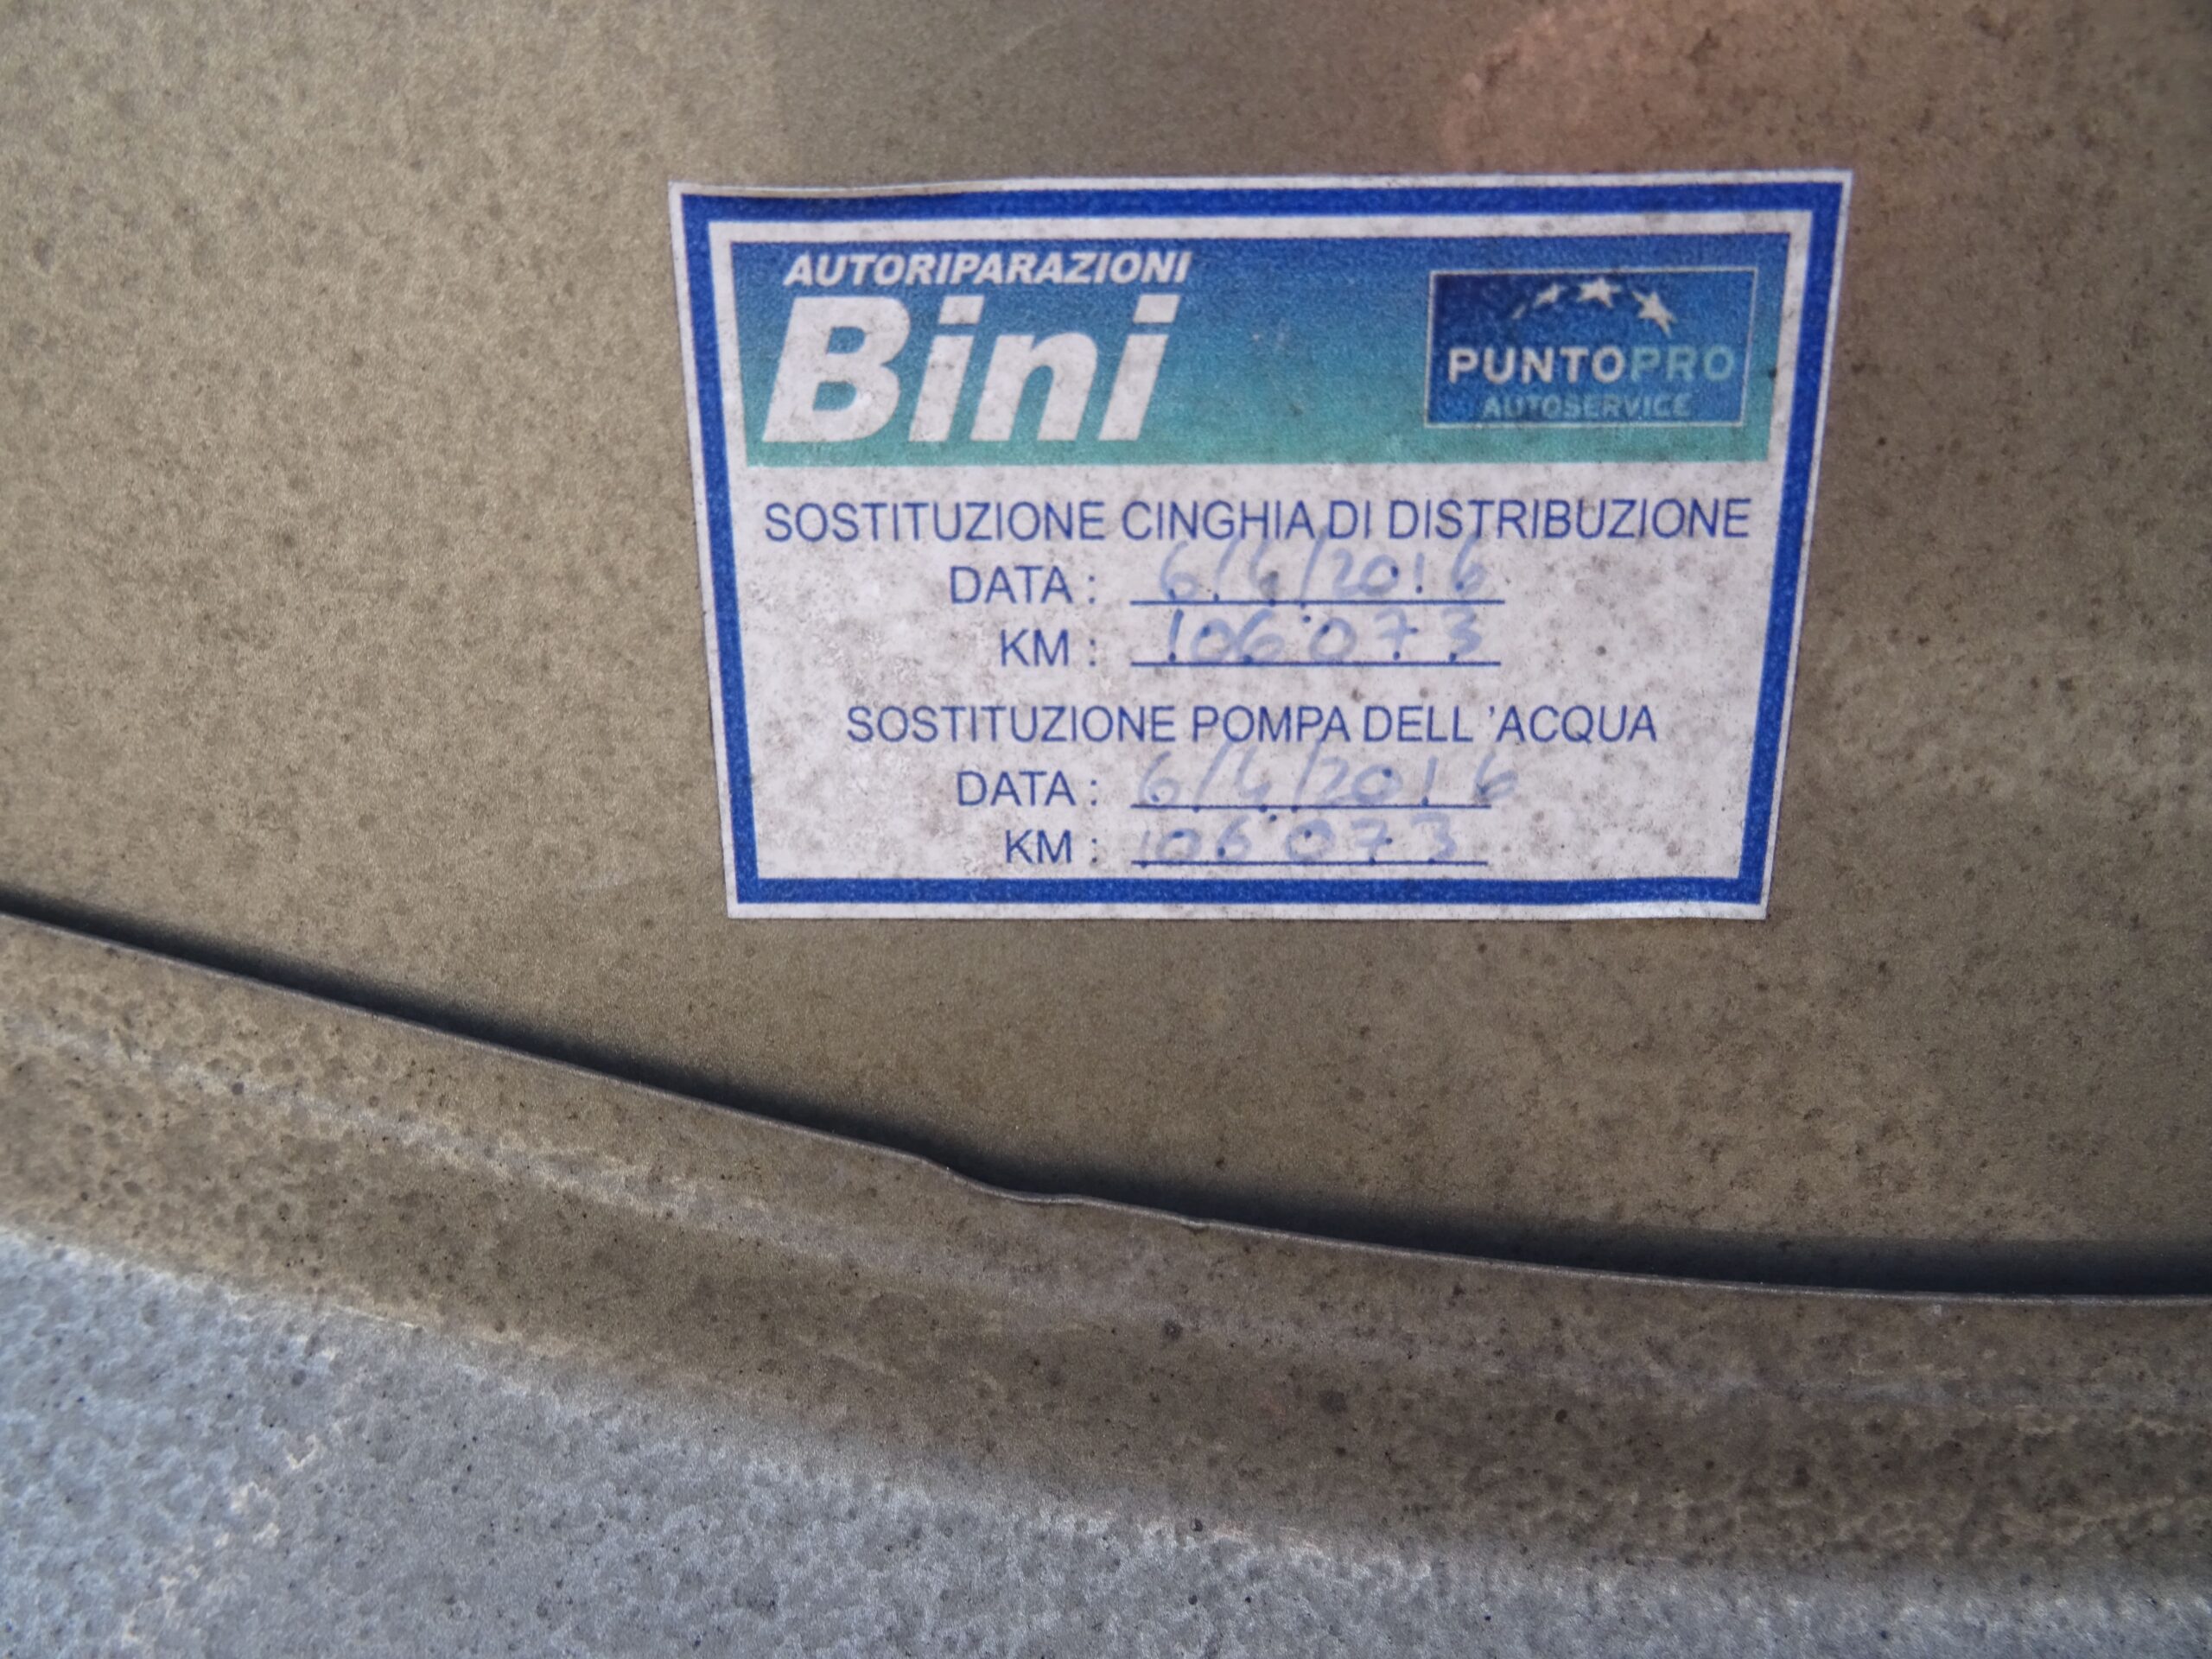 AUTORIPARAZIONI
Bini
PUNTOPRO
AUTOSERVICE
SOSTITUZIONE CINGHIA DI DISTRIBUZIONE
DATA : 6/4/2016
KM : 106073
SOSTITUZIONE POMPA DELL 'ACQUA
DATA : 6/4/2016
KM : 106073